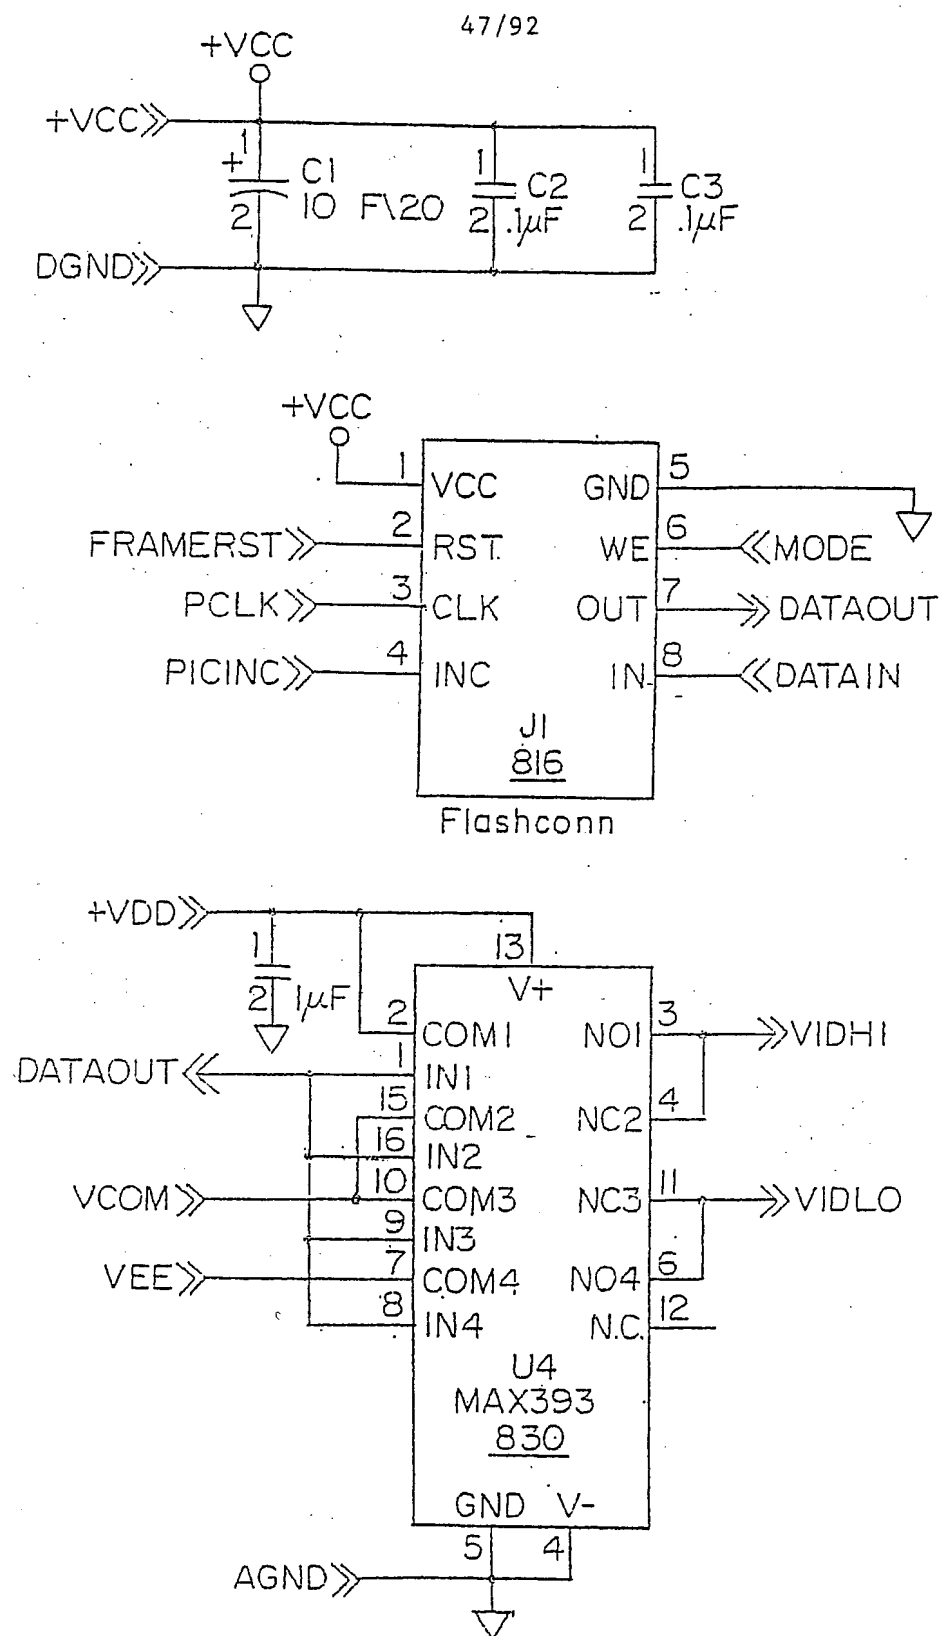 47/92
+VCC
+VCC
1
+
C1
10 F\20
2
1
C2
2
.1µF
1
C3
2
.1µF
DGND
+VCC
1
VCC
GND
5
FRAMERST
2
RST.
WE
6
MODE
PCLK
3
CLK
OUT
7
DATAOUT
PICINC
4
INC
IN
8
DATAIN
J1
816
Flashconn
+VDD
1
2
1µF
13
V+
2
COM1
NO1
3
VIDHI
DATAOUT
1
IN1
15
COM2
NC2
4
16
IN2
VCOM
10
COM3
NC3
11
VIDLO
9
IN3
VEE
7
COM4
NO4
6
8
IN4
N.C.
12
U4
MAX393
830
GND V-
5
4
AGND